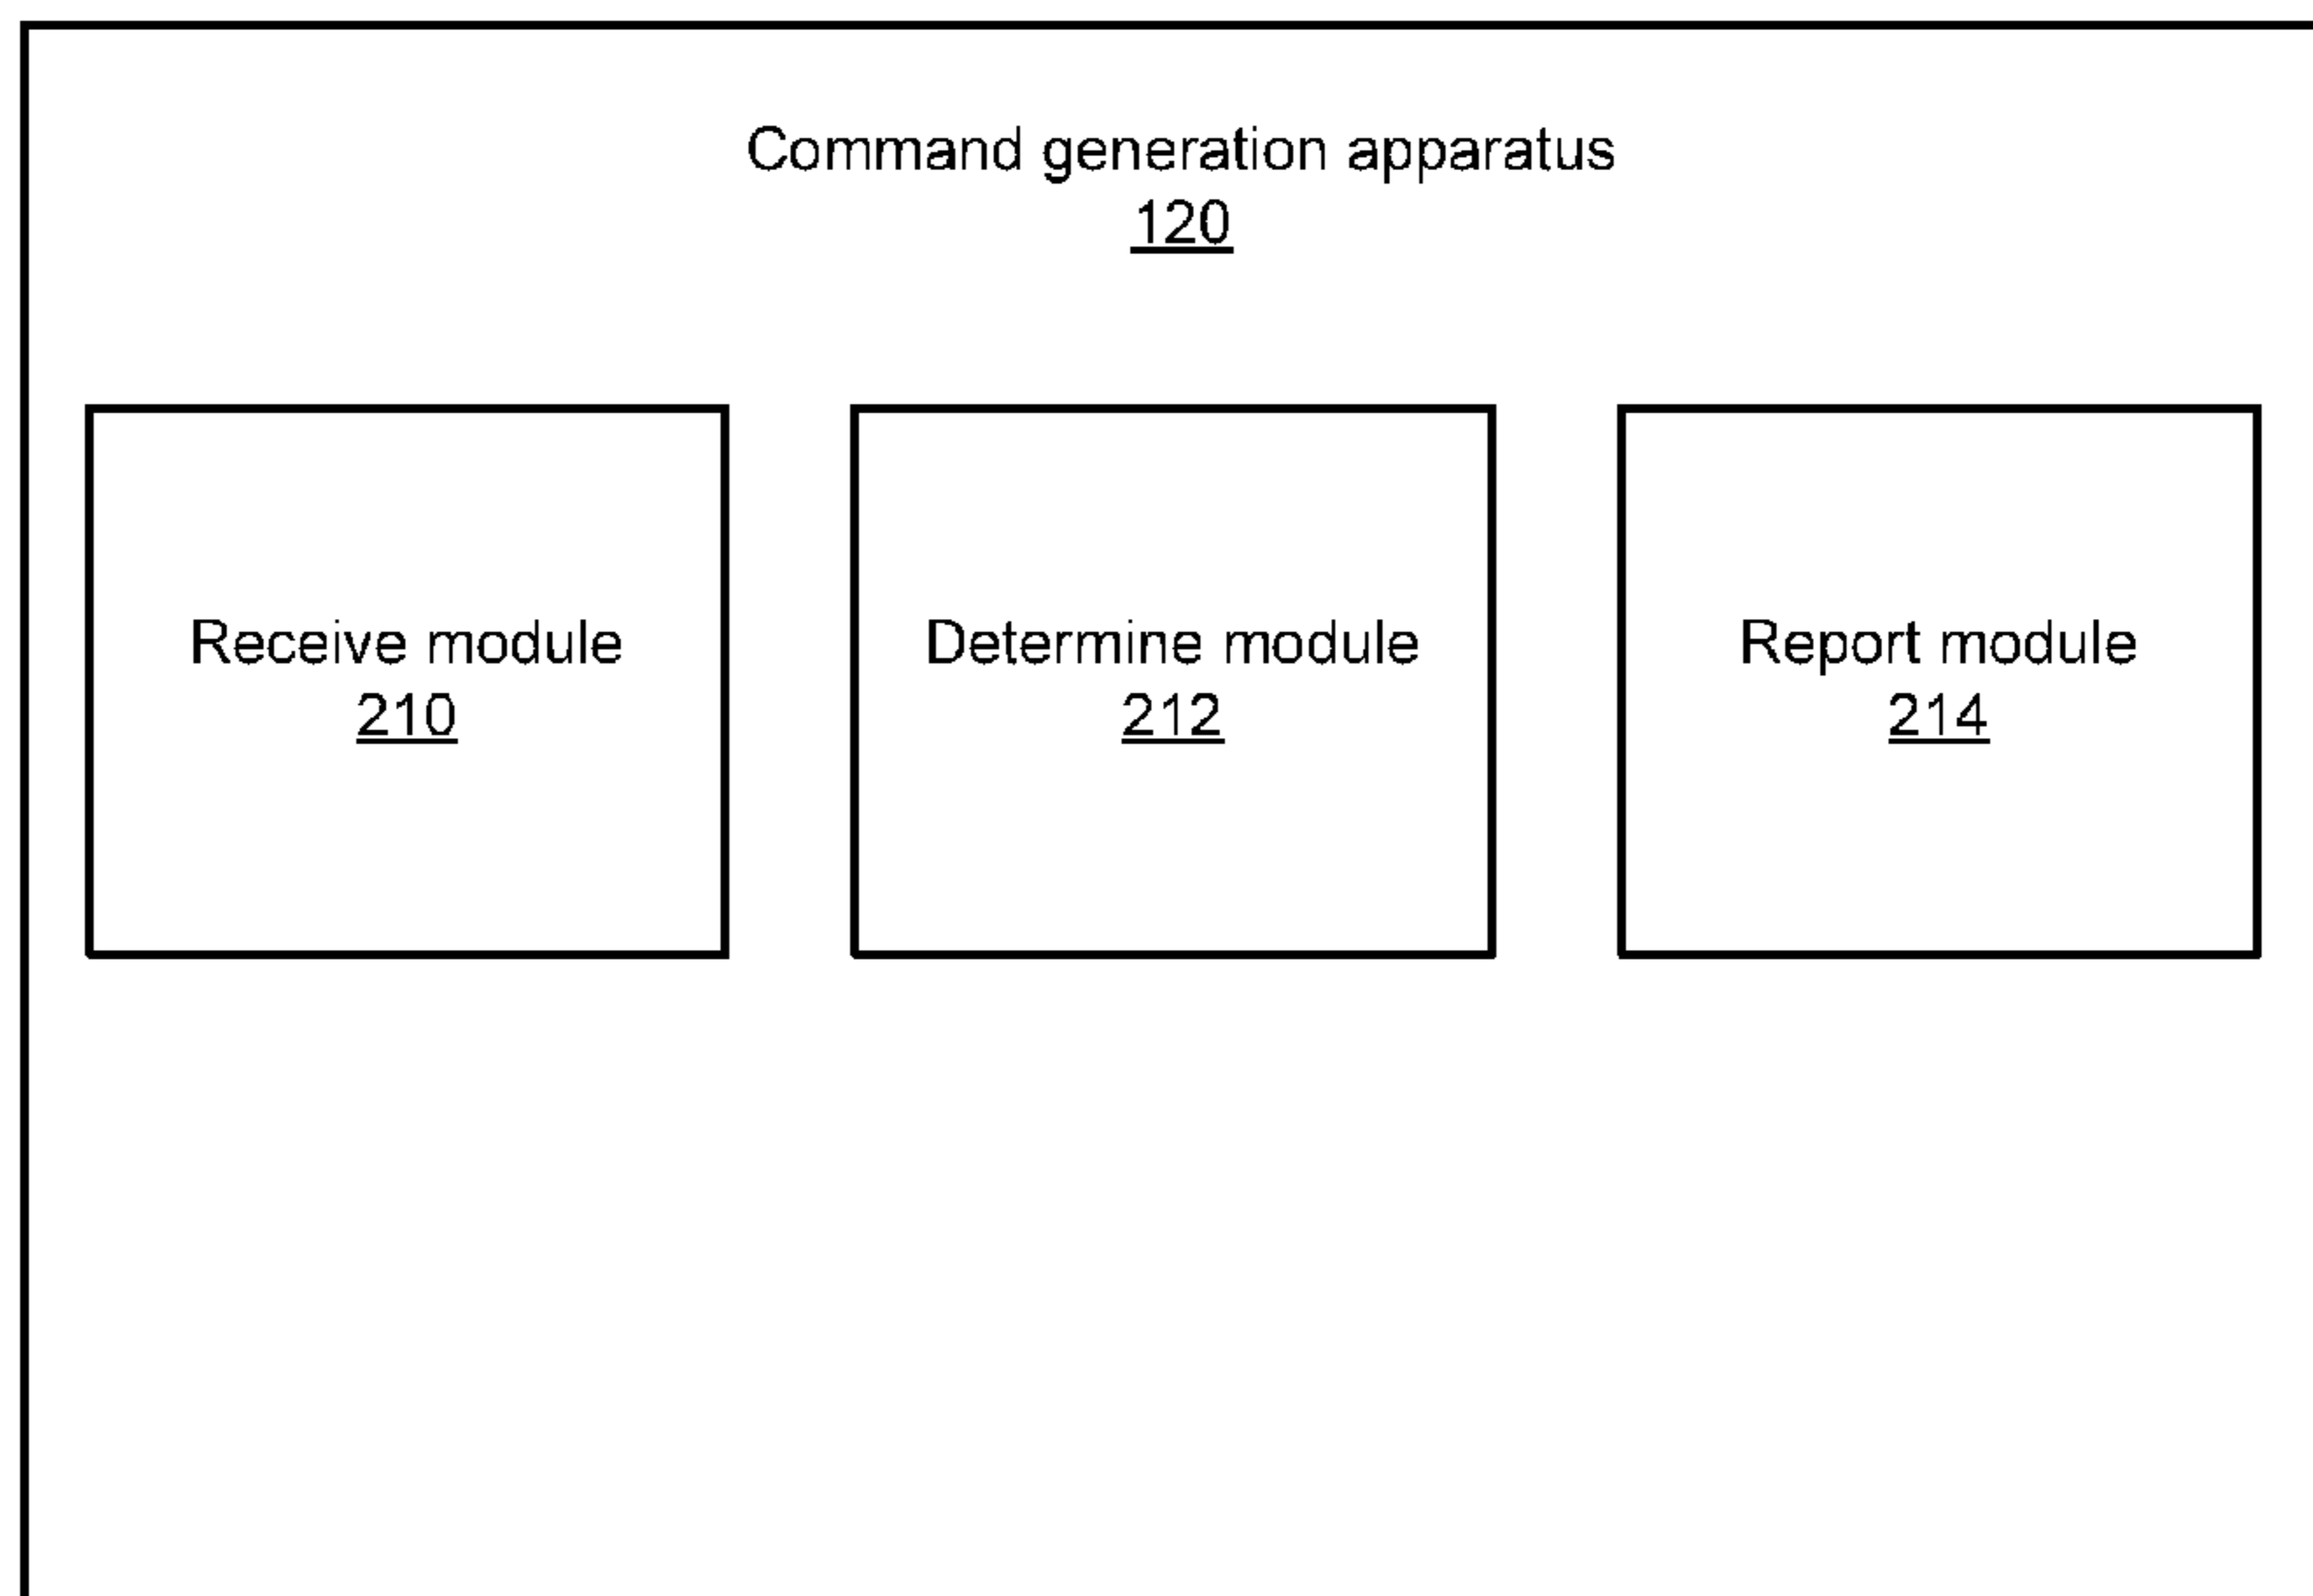 Command generation apparatus
120
Receive module
210
Determine module
212
Report module
214